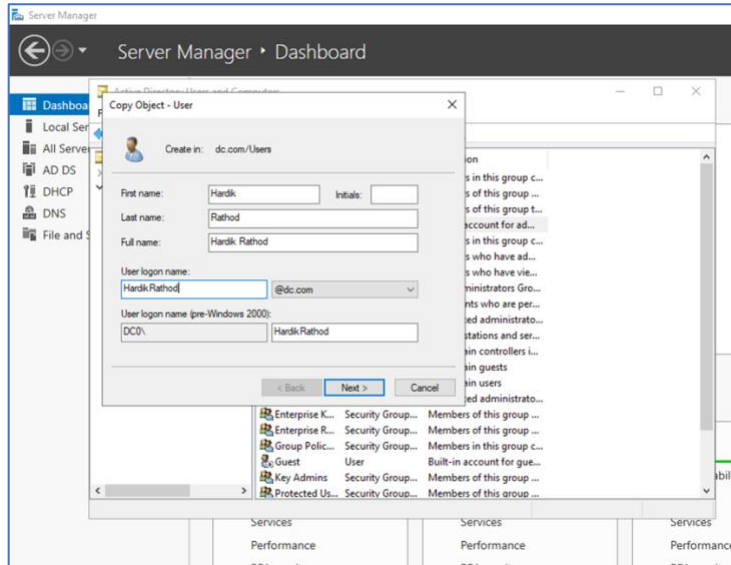 Server Manager
Server Manager • Dashboard
Active Directory Users and Computers
Copy Object - User
Create in: dc.com/Users
First name: Hardik Initials:
Last name: Rathod
Full name: Hardik Rathod
User logon name:
HardikRathod @dc.com
User logon name (pre-Windows 2000):
DC0\ HardikRathod
< Back Next > Cancel
Dashboa
Local Ser
All Server
AD DS
DHCP
DNS
File and S
ion
s in this group c...
s of this group ...
s of this group t...
account for ad...
s in this group c...
s who have ad...
s who have vie...
ministrators Gro...
nts who are per...
ted administrato...
stations and ser...
ain controllers i...
ain guests
ain users
ted administrato...
Enterprise K... Security Group... Members of this group ...
Enterprise R... Security Group... Members of this group ...
Group Polic... Security Group... Members in this group c...
Guest User Built-in account for gue...
Key Admins Security Group... Members of this group ...
Protected Us... Security Group... Members of this group ...
abil
Services Services Services
Performance Performance Performance